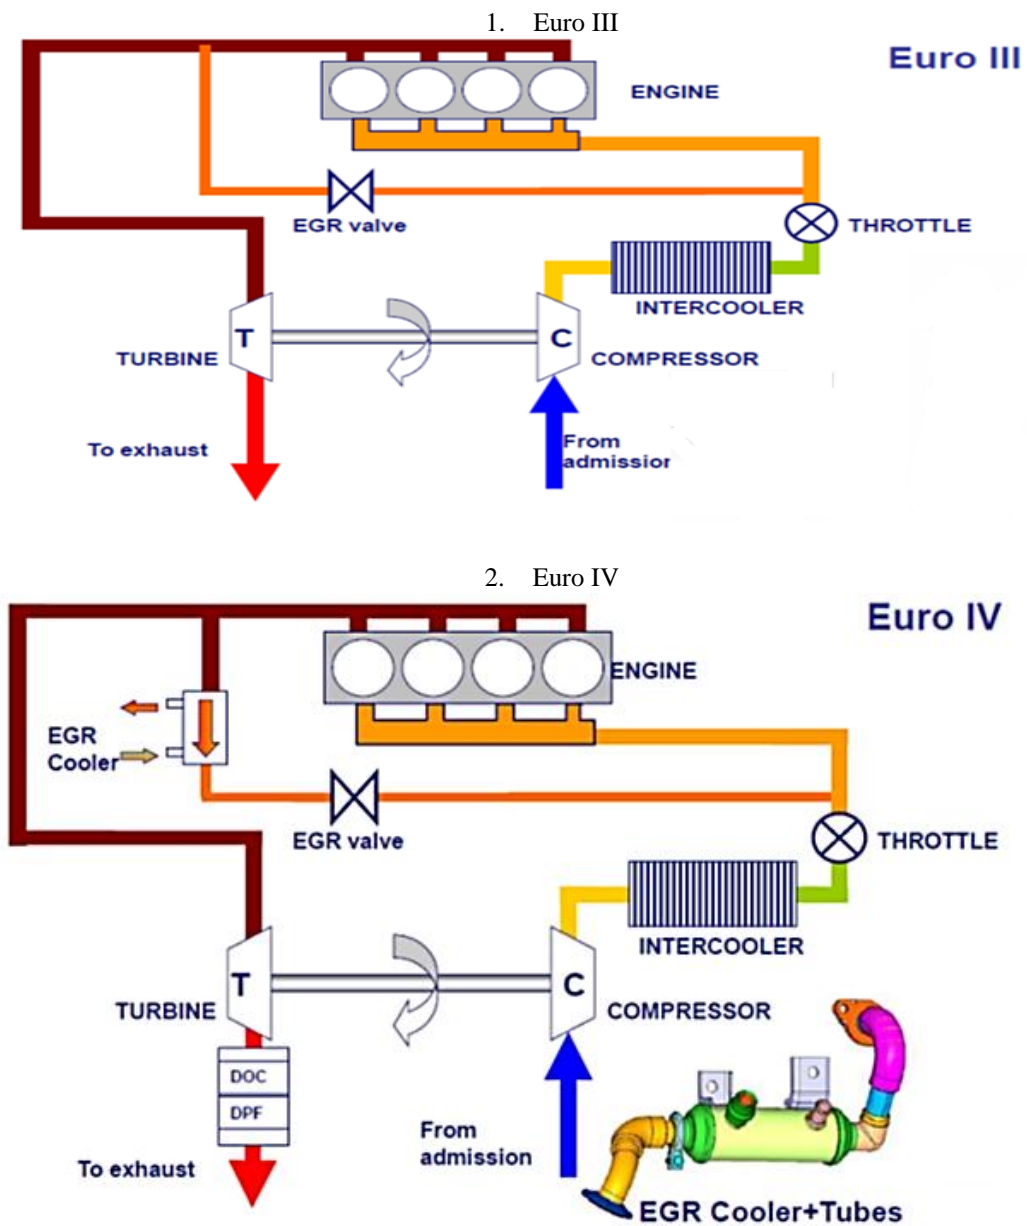 1. Euro III
Euro III
ENGINE
EGR valve
THROTTLE
INTERCOOLER
T
C
TURBINE
COMPRESSOR
To exhaust
From
admission
2. Euro IV
Euro IV
ENGINE
EGR
Cooler
EGR valve
THROTTLE
INTERCOOLER
T
C
TURBINE
COMPRESSOR
DOC
DPF
From
admission
To exhaust
EGR Cooler+Tubes